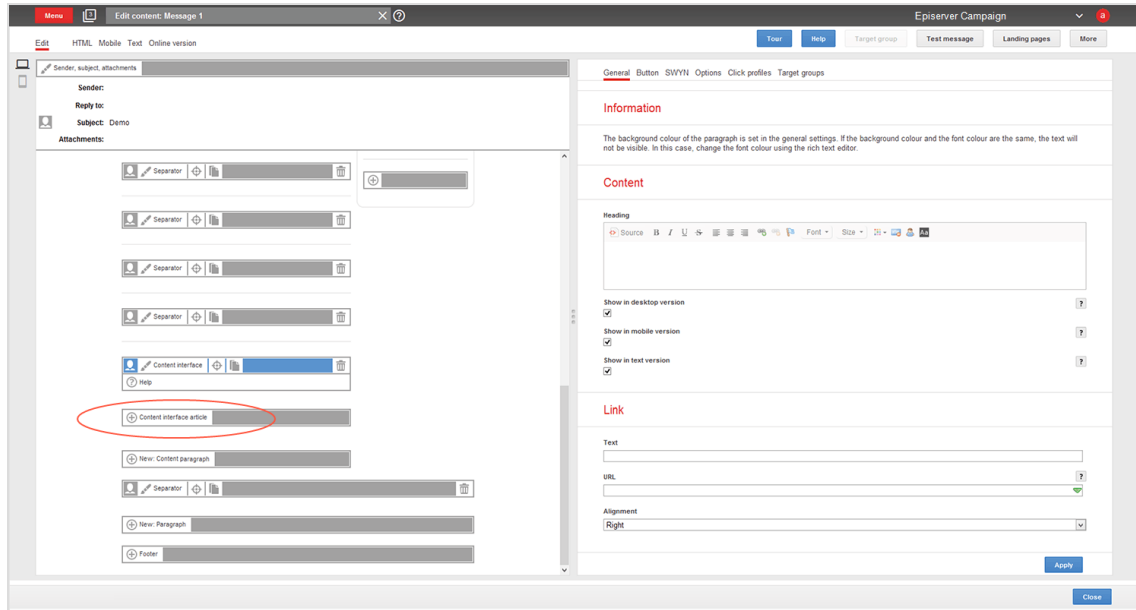 Menu
3
Edit content: Message 1
Episerver Campaign
a
Edit HTML Mobile Text Online version
Tour Help Target group Test message Landing pages More
Sender, subject, attachments
Sender:
Reply to:
Subject: Demo
Attachments:
Separator
Separator
Separator
Separator
Content interface
Help
Content interface article
New: Content paragraph
Separator
New: Paragraph
Footer
General Button SWYN Options Click profiles Target groups
Information
The background colour of the paragraph is set in the general settings. If the background colour and the font colour are the same, the text will
not be visible. In this case, change the font colour using the rich text editor.
Content
Heading
Source B I U S Font Size Aa
Show in desktop version
?
Show in mobile version
?
Show in text version
?
Link
Text
URL
?
Alignment
Right
Apply
Close